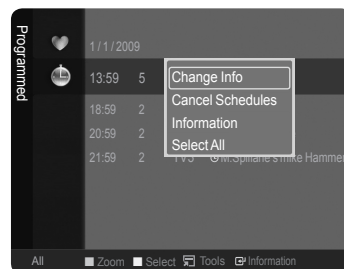 Programmed
1 / 1 / 2009
13:59 5
18:59 2
20:59 2
21:59 2 TV3 M.Spillane's mike Hammer
Change Info
Cancel Schedules
Information
Select All
All Zoom Select Tools Information